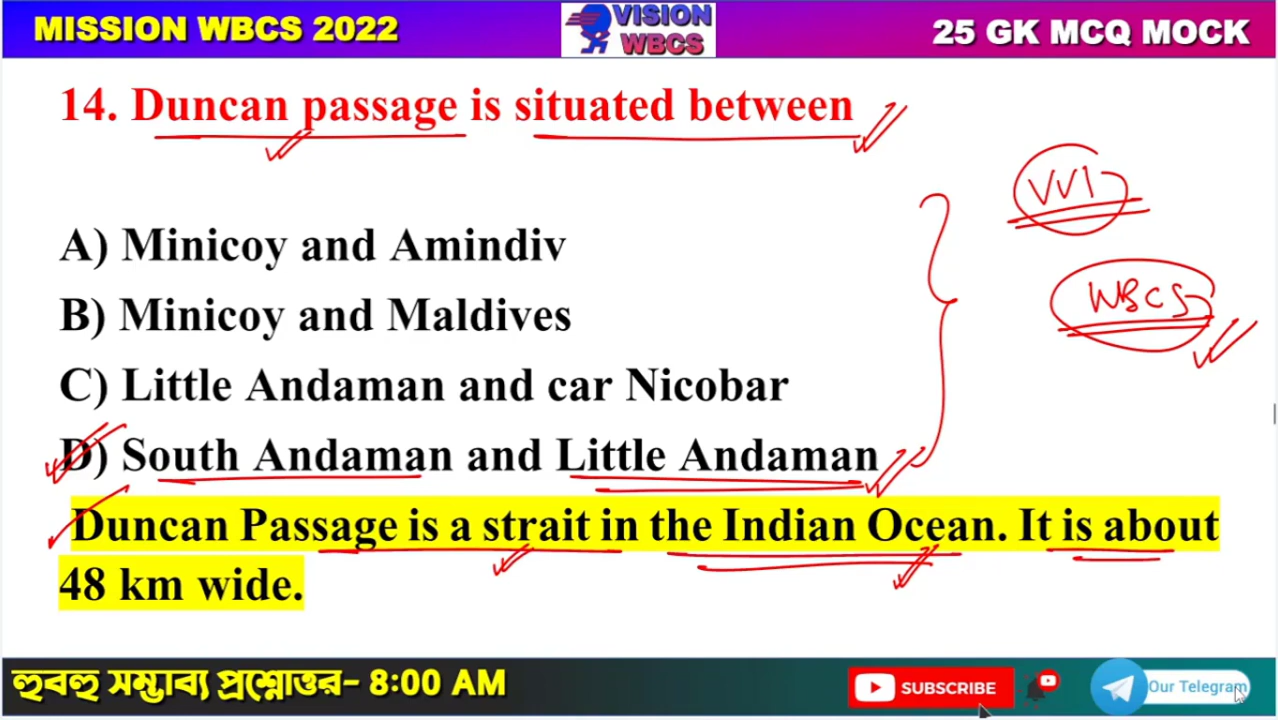 MISSION WBCS 2022
VISION
WBCS
25 GK MCQ MOCK
14. Duncan passage is situated between
VVI
A) Minicoy and Amindiv
WBCS
B) Minicoy and Maldives
C) Little Andaman and car Nicobar
D) South Andaman and Little Andaman
Duncan Passage is a strait in the Indian Ocean. It is about
48 km wide.
হুবহু সম্ভাব্য প্রশ্নোত্তর- 8:00 AM
SUBSCRIBE
Our Telegram